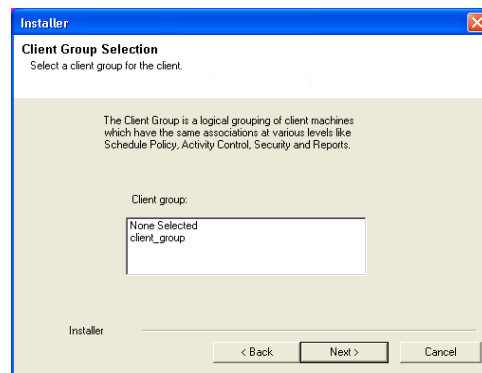 Installer
Client Group Selection
Select a client group for the client.
The Client Group is a logical grouping of client machines
which have the same associations at various levels like
Schedule Policy, Activity Control, Security and Reports.
Client group:
None Selected
client_group
Installer
< Back
Next >
Cancel